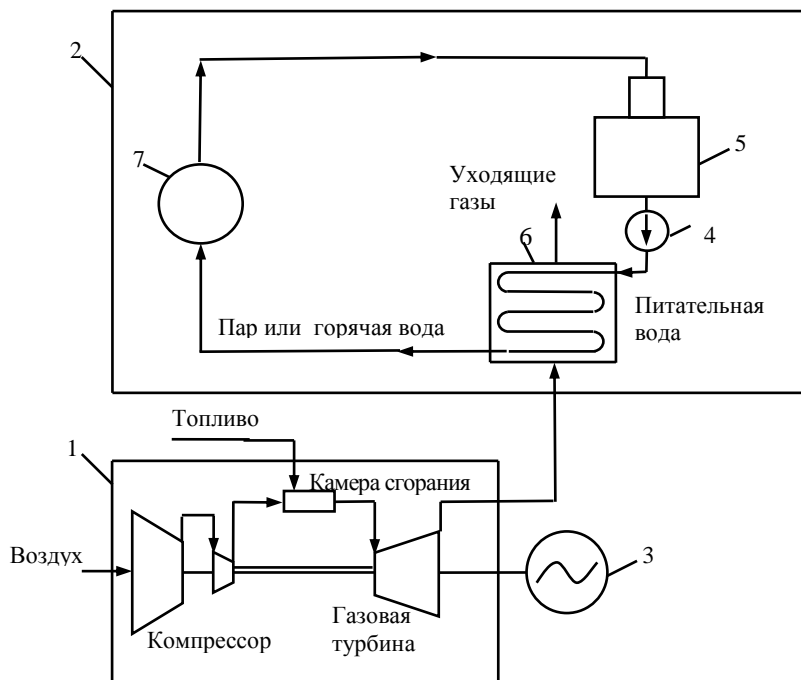 2
7
5
Уходящие
газы
4
6
Питательная
вода
Пар или горячая вода
Топливо
1
Камера сгорания
Воздух
3
Газовая
турбина
Компрессор